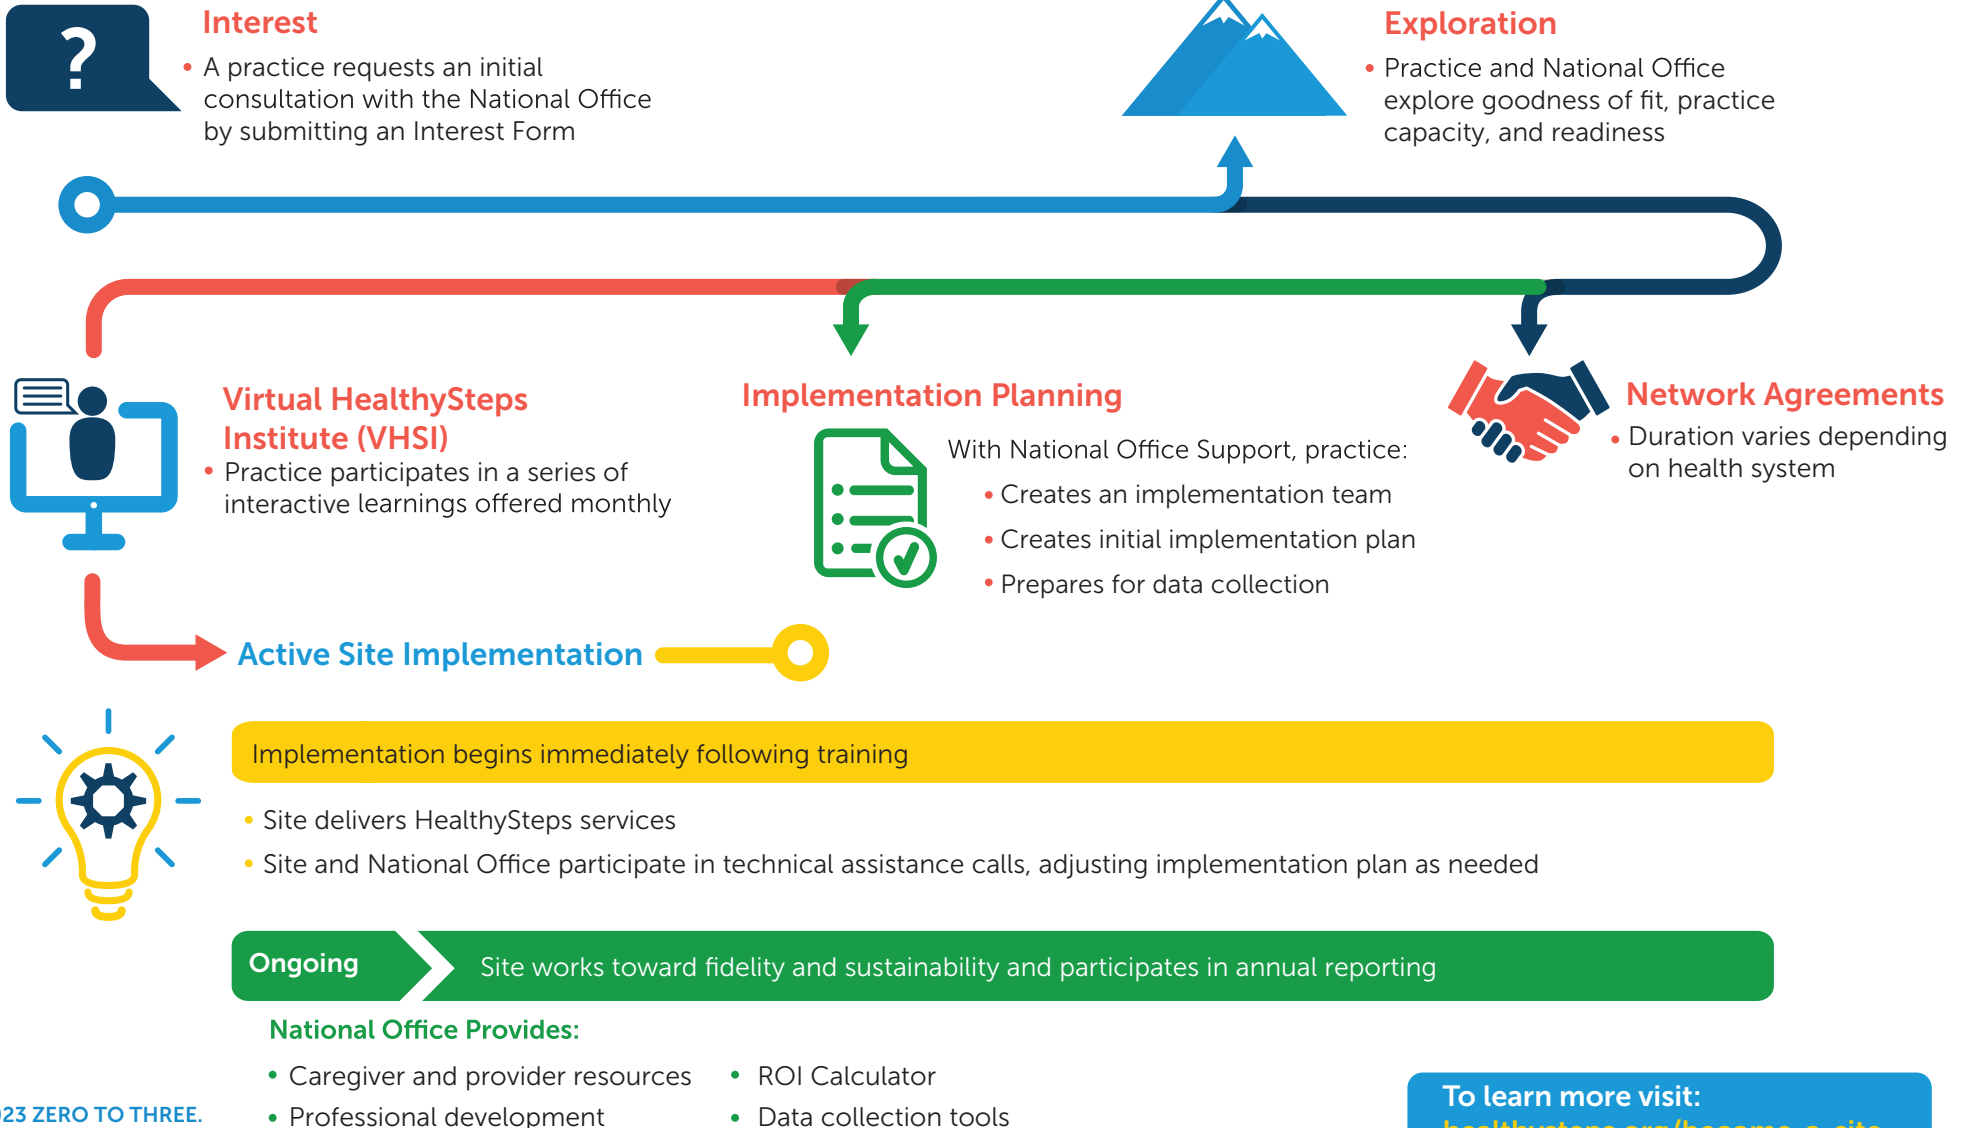 ?
Interest
• A practice requests an initial
consultation with the National Office
by submitting an Interest Form
Exploration
• Practice and National Office
explore goodness of fit, practice
capacity, and readiness
Virtual HealthySteps
Institute (VHSI)
• Practice participates in a series of
interactive learnings offered monthly
Implementation Planning
With National Office Support, practice:
• Creates an implementation team
• Creates initial implementation plan
• Prepares for data collection
Network Agreements
• Duration varies depending
on health system
Active Site Implementation
Implementation begins immediately following training
• Site delivers HealthySteps services
• Site and National Office participate in technical assistance calls, adjusting implementation plan as needed
Ongoing
Site works toward fidelity and sustainability and participates in annual reporting
National Office Provides:
• Caregiver and provider resources
• Professional development
• ROI Calculator
• Data collection tools
23 ZERO TO THREE.
To learn more visit:
healthysteps.org/become-a-site